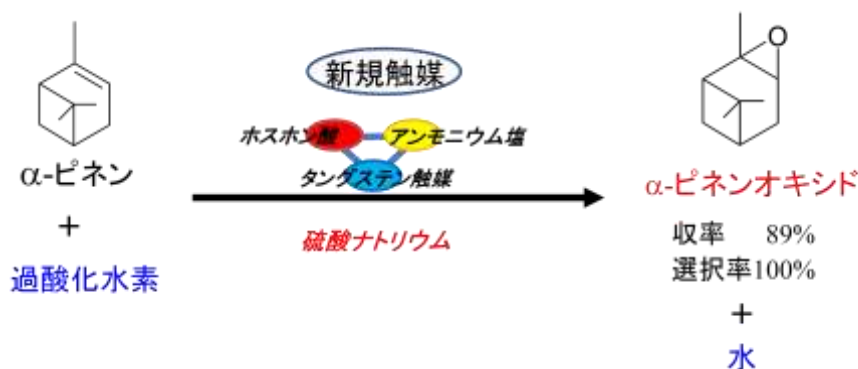 新規触媒
ホスホン酸
アンモニウム塩
タングステン触媒
硫酸ナトリウム
α-ピネン
+
過酸化水素
O
α-ピネンオキシド
収率 89%
選択率100%
+
水